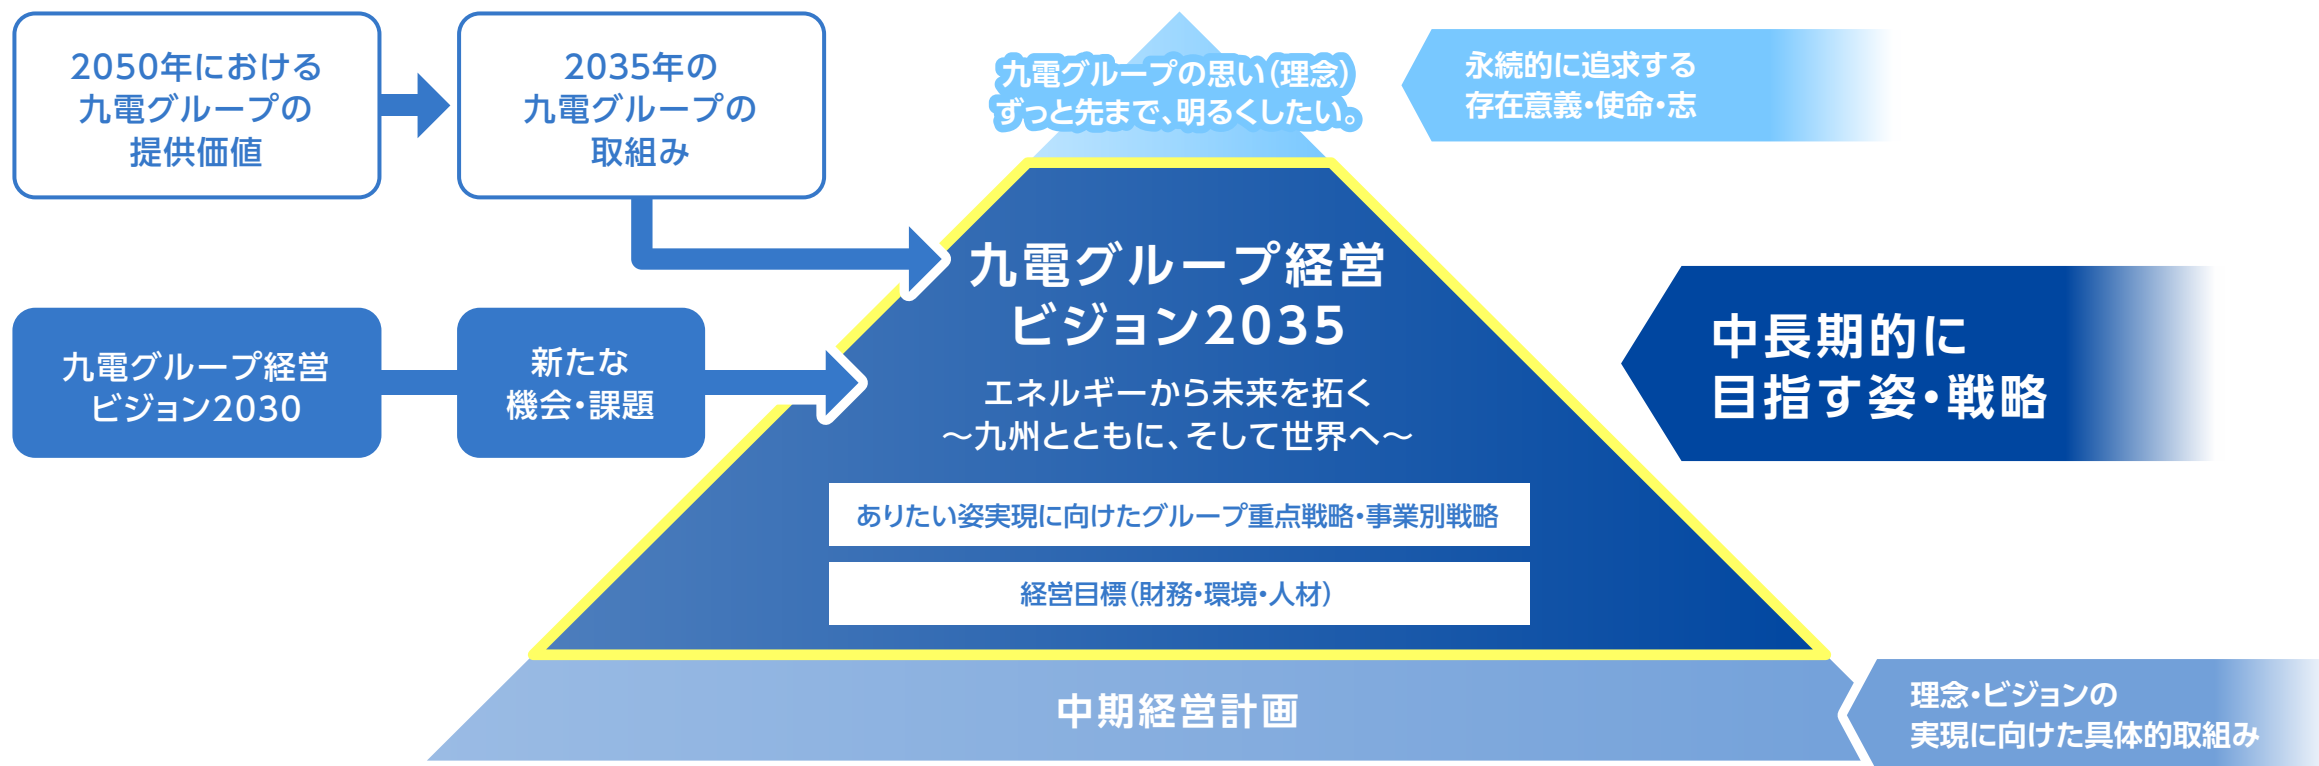 2050年における
九電グループの
提供価値
2035年の
九電グループの
取組み
九電グループの思い(理念)
ずっと先まで、明るくしたい。
永続的に追求する
存在意義・使命・志
九電グループ経営
ビジョン2030
新たな
機会・課題
九電グループ経営
ビジョン2035
エネルギーから未来を拓く
～九州とともに、そして世界へ～
ありたい姿実現に向けたグループ重点戦略・事業別戦略
経営目標(財務・環境・人材)
中長期的に
目指す姿・戦略
中期経営計画
理念・ビジョンの
実現に向けた具体的取組み